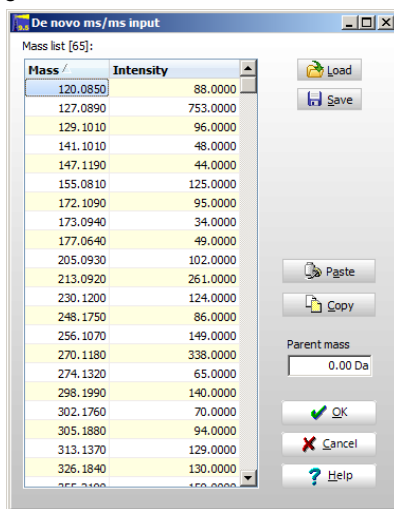 9.5 De novo ms/ms input
Mass list [65]:
Mass Intensity
120.0850 88.0000
127.0890 753.0000
129.1010 96.0000
141.1010 48.0000
147.1190 44.0000
155.0810 125.0000
172.1090 95.0000
173.0940 34.0000
177.0640 49.0000
205.0930 102.0000
213.0920 261.0000
230.1200 124.0000
248.1750 86.0000
256.1070 149.0000
270.1180 338.0000
274.1320 65.0000
298.1990 140.0000
302.1760 70.0000
305.1880 94.0000
313.1370 129.0000
326.1840 130.0000
Load
Save
Paste
Copy
Parent mass
0.00 Da
OK
Cancel
Help